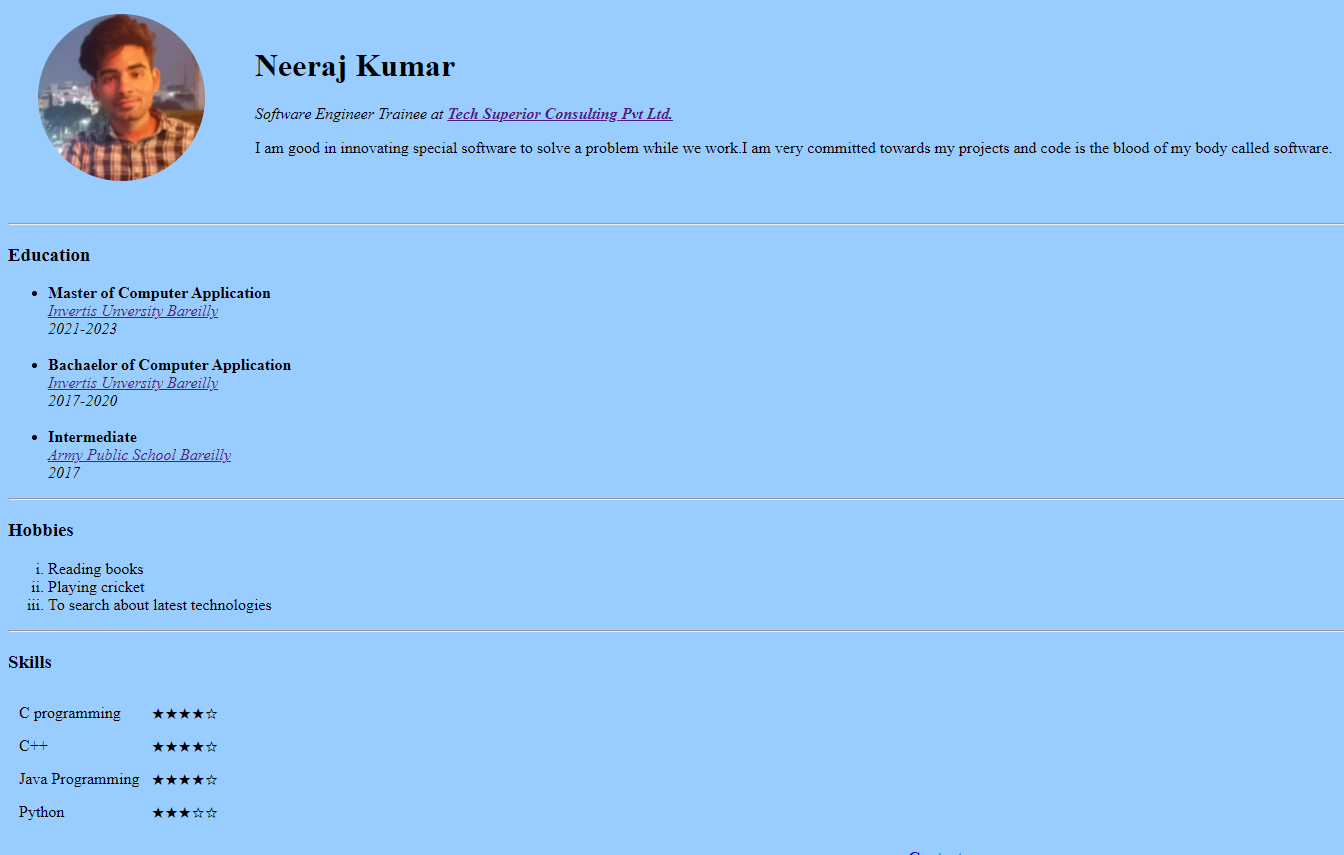 Neeraj Kumar
Software Engineer Trainee at Tech Superior Consulting Pvt Ltd.
I am good in innovating special software to solve a problem while we work.I am very committed towards my projects and code is the blood of my body called software.
Education
• Master of Computer Application
Invertis Unversity Bareilly
2021-2023
• Bachaelor of Computer Application
Invertis Unversity Bareilly
2017-2020
• Intermediate
Army Public School Bareilly
2017
Hobbies
i. Reading books
ii. Playing cricket
iii. To search about latest technologies
Skills
C programming ★★★★☆
C++ ★★★★☆
Java Programming ★★★★☆
Python ★★★☆☆